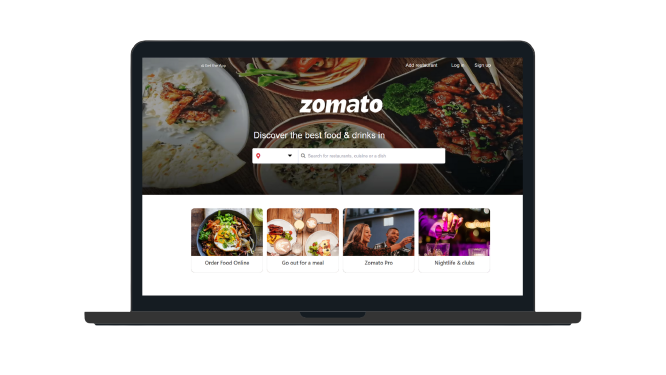 Get the App
Add restaurant Log in Sign up
zomato
Discover the best food & drinks in
Search for restaurants, cuisine or a dish
Order Food Online
Go out for a meal
Zomato Pro
Nightlife & clubs